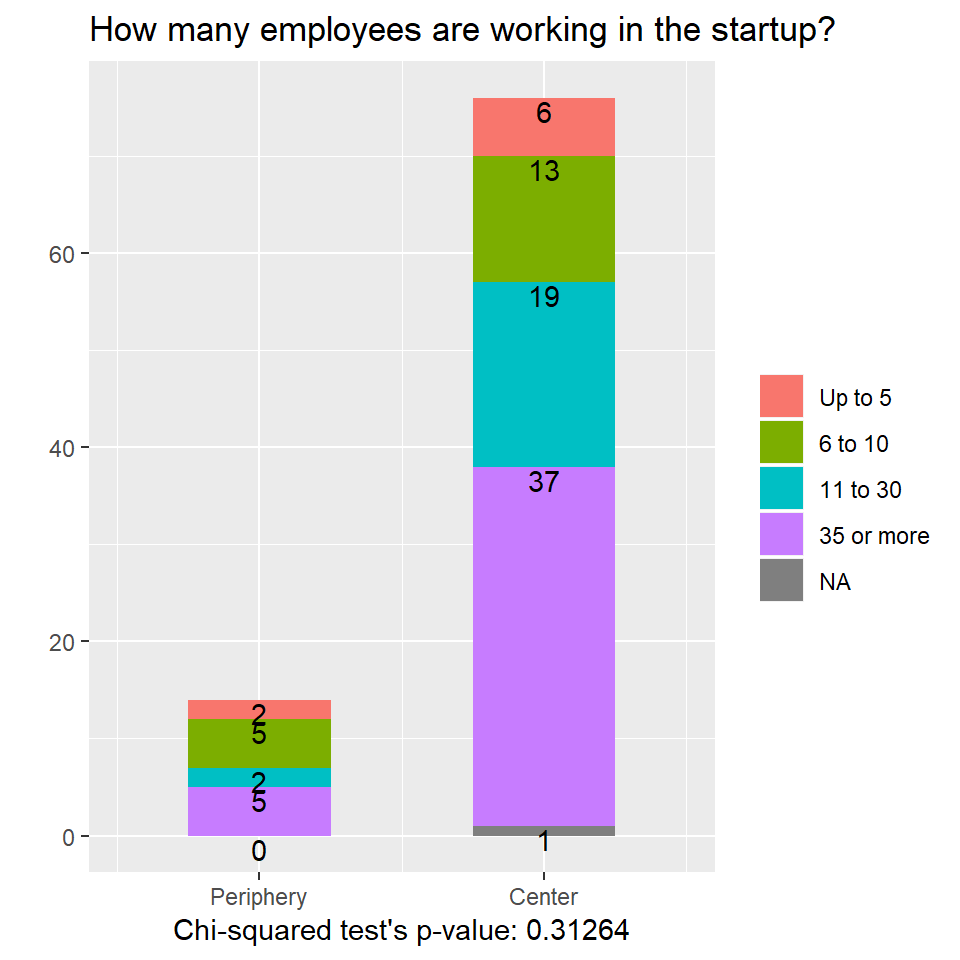 How many employees are working in the startup?
6
13
60
19
Up to 5
6 to 10
40
37
11 to 30
35 or more
NA
20
2
5
2
5
0
1
0
Periphery
Center
Chi-squared test's p-value: 0.31264